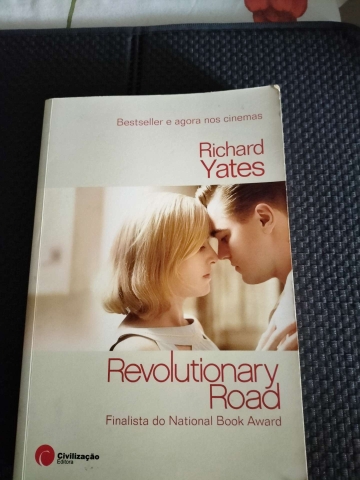 Bestseller e agora nos cinemas
Richard
Yates
Revolutionary
Road
Finalista do National Book Award
Civilização
Editora